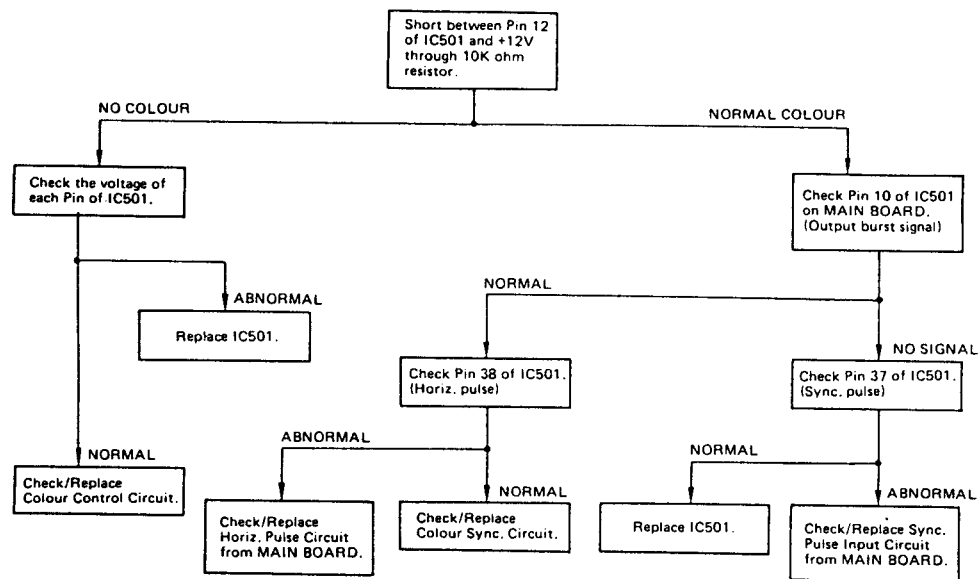 Short between Pin 12
of IC501 and +12V
through 10K ohm
resistor.
NO COLOUR
NORMAL COLOUR
Check the voltage of
each Pin of IC501.
Check Pin 10 of IC501
on MAIN BOARD.
(Output burst signal)
NORMAL
ABNORMAL
Replace IC501.
NO SIGNAL
Check Pin 38 of IC501.
(Horiz. pulse)
Check Pin 37 of IC501.
(Sync. pulse)
ABNORMAL
NORMAL
NORMAL
Check/Replace
Colour Control Circuit.
NORMAL
ABNORMAL
Check/Replace
Horiz. Pulse Circuit
from MAIN BOARD.
Check/Replace
Colour Sync. Circuit.
Replace IC501.
Check/Replace Sync.
Pulse Input Circuit
from MAIN BOARD.